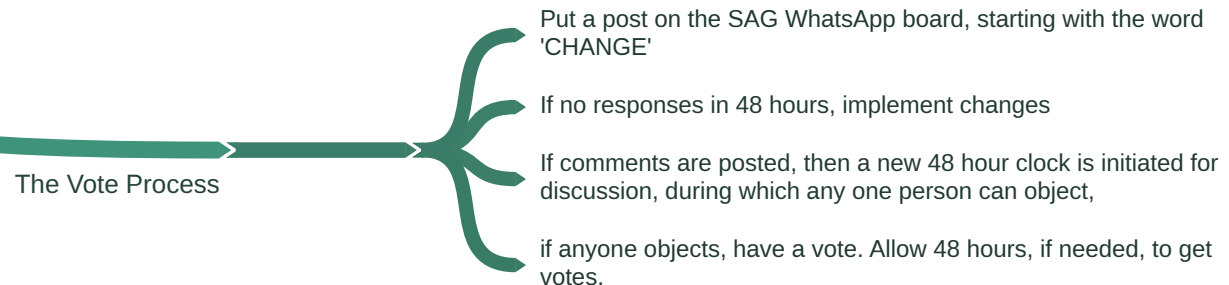 Put a post on the SAG WhatsApp board, starting with the word
'CHANGE'
If no responses in 48 hours, implement changes
If comments are posted, then a new 48 hour clock is initiated for
discussion, during which any one person can object,
The Vote Process
if anyone objects, have a vote. Allow 48 hours, if needed, to get
votes.